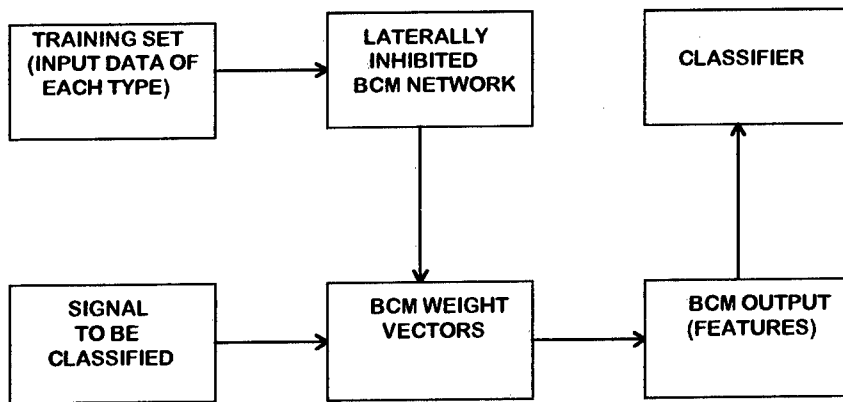 TRAINING SET
(INPUT DATA OF
EACH TYPE)
LATERALLY
INHIBITED
BCM NETWORK
CLASSIFIER
SIGNAL
TO BE
CLASSIFIED
BCM WEIGHT
VECTORS
BCM OUTPUT
(FEATURES)